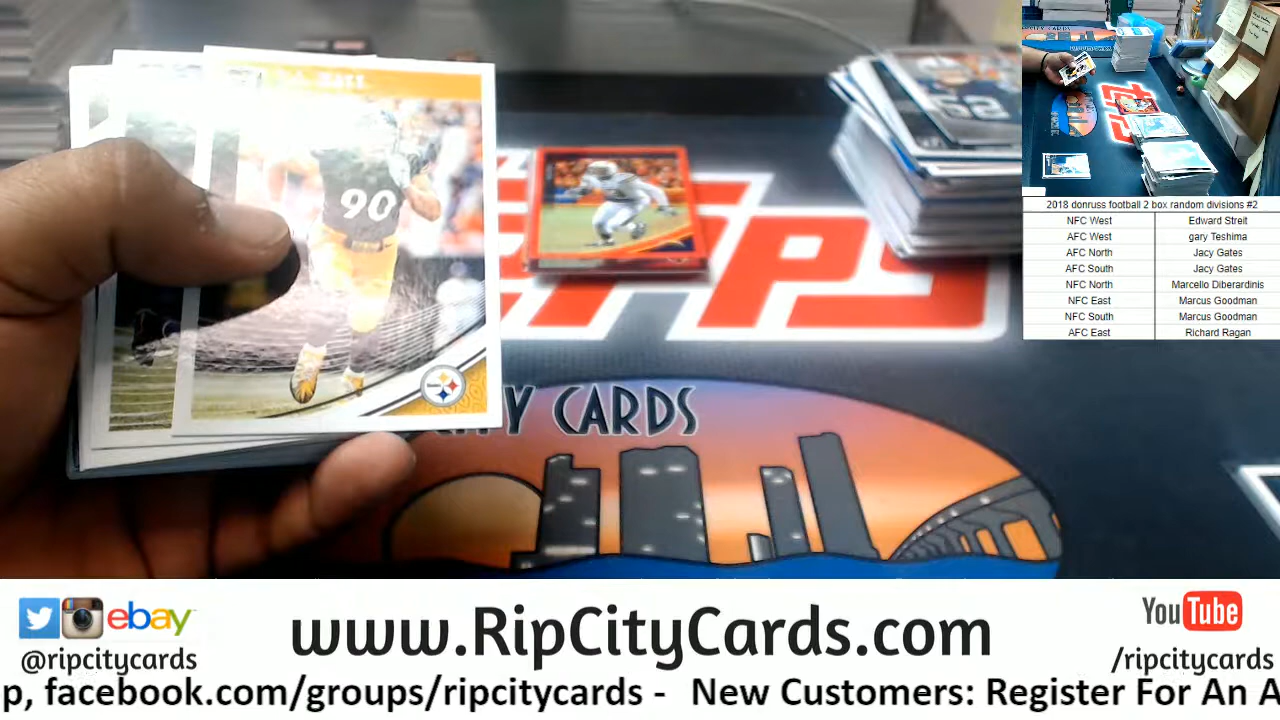 T.J. WATT
90
52
CITY CARDS
2018 donruss football 2 box random divisions #2
NFC West Edward Streit
AFC West gary Teshima
AFC North Jacy Gates
AFC South Jacy Gates
NFC North Marcello Diberardinis
NFC East Marcus Goodman
NFC South Marcus Goodman
AFC East Richard Ragan
ebay
@ripcitycards
www.RipCityCards.com
YouTube
/ripcitycards
p, facebook.com/groups/ripcitycards - New Customers: Register For An A